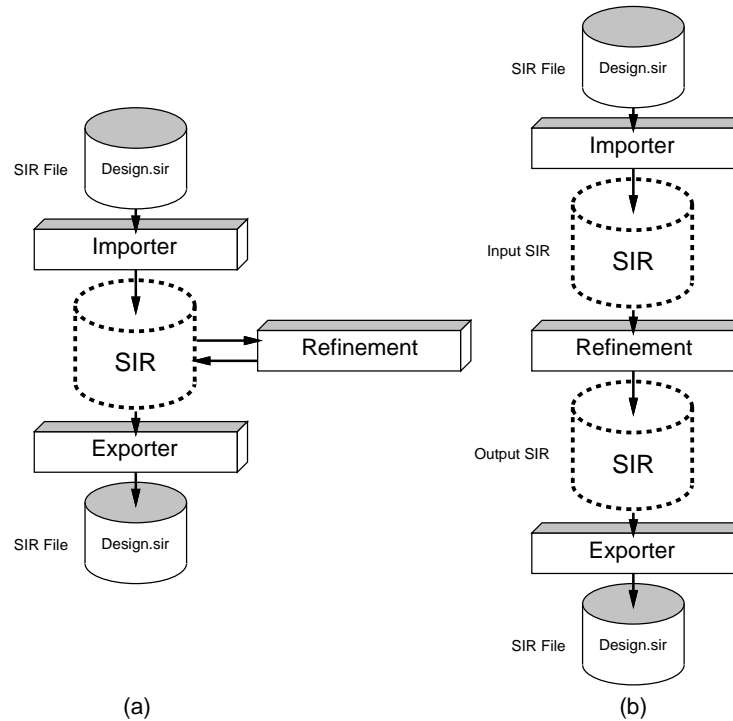 SIR File
Design.sir
Importer
SIR
Refinement
Exporter
SIR File
Design.sir
(a)
SIR File
Design.sir
Importer
Input SIR
SIR
Refinement
Output SIR
SIR
Exporter
SIR File
Design.sir
(b)